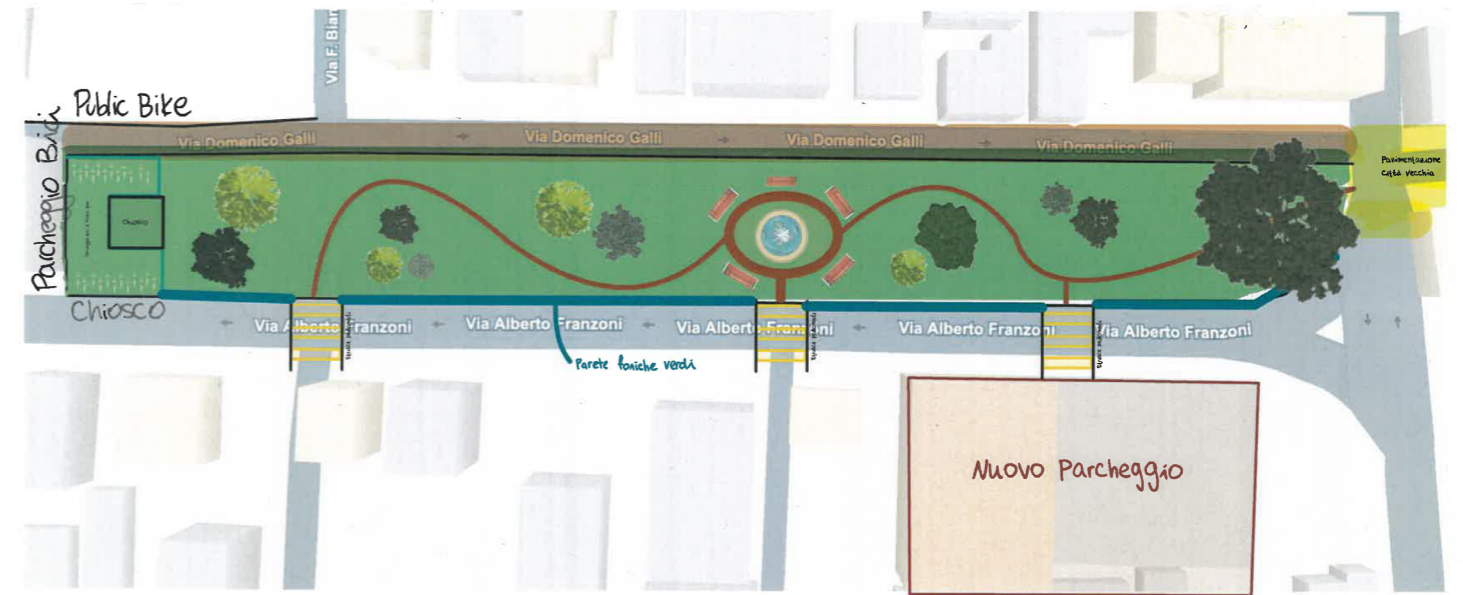 Via F. Bian
Public Bike
Parcheggio Bici
Via Domenico Galli
Via Domenico Galli
Via Domenico Galli
Via Domenico Galli
Pavimentazione
Città vecchia
Chiosco
Chiosco
Via Alberto Franzoni
Via Alberto Franzoni
Via Alberto Franzoni
Via Alberto Franzoni
Via Alberto Franzoni
Parete foniche verdi
Nuovo Parcheggio